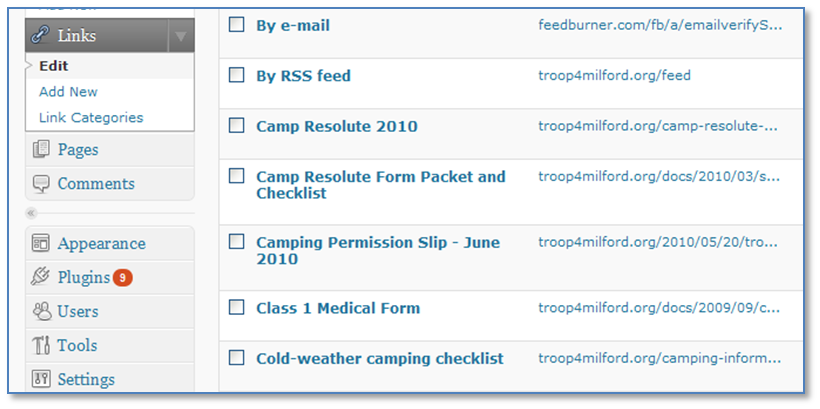 Links
Edit
Add New
Link Categories
Pages
Comments
Appearance
Plugins 9
Users
Tools
Settings
By e-mail feedburner.com/fb/a/emailverifyS...
By RSS feed troop4milford.org/feed
Camp Resolute 2010 troop4milford.org/camp-resolute-...
Camp Resolute Form Packet and troop4milford.org/docs/2010/03/s...
Checklist
Camping Permission Slip - June troop4milford.org/2010/05/20/tro...
2010
Class 1 Medical Form troop4milford.org/docs/2009/09/c...
Cold-weather camping checklist troop4milford.org/camping-inform...